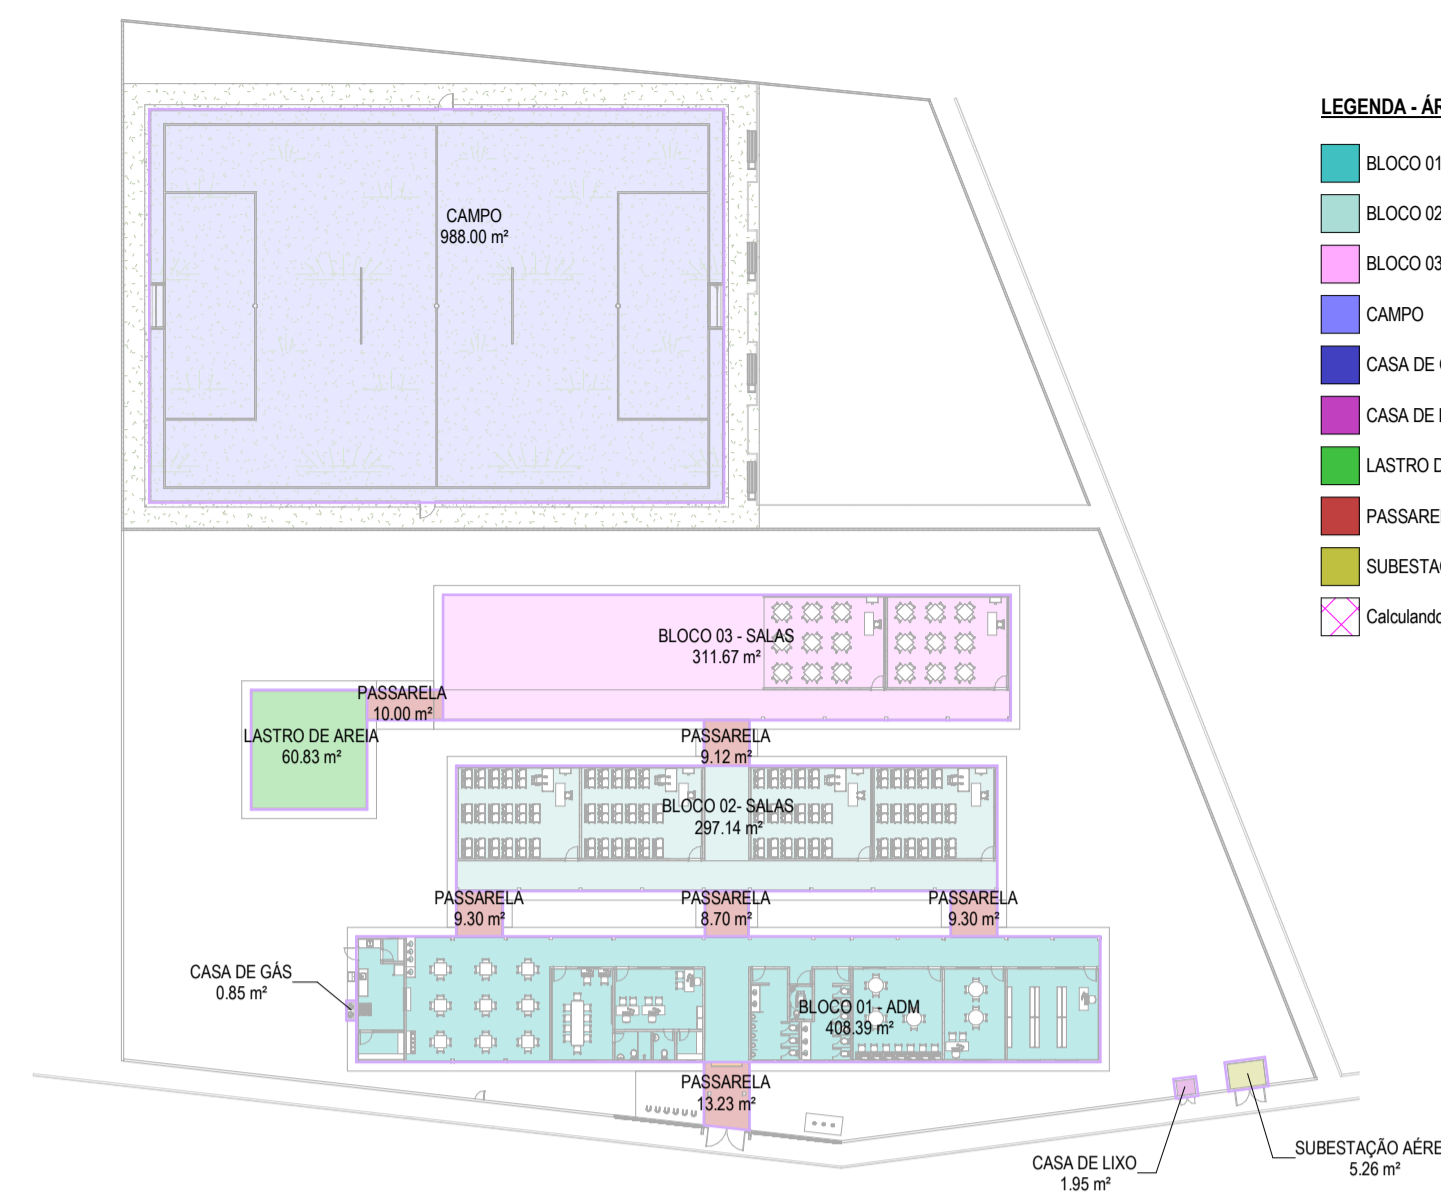 LEGENDA - ÁR
BLOCO 01
BLOCO 02
BLOCO 03
CAMPO
CASA DE
CASA DE
LASTRO D
PASSARE
SUBESTAÇ
Calculando
CAMPO
988.00 m²
BLOCO 03 - SALAS
311.67 m²
PASSARELA
10.00 m²
LASTRO DE AREIA
60.83 m²
PASSARELA
9.12 m²
BLOCO 02- SALAS
297.14 m²
PASSARELA
9.30 m²
PASSARELA
8.70 m²
PASSARELA
9.30 m²
CASA DE GÁS
0.85 m²
BLOCO 01 - ADM
408.39 m²
PASSARELA
13.23 m²
CASA DE LIXO
1.95 m²
SUBESTAÇÃO AÉRE
5.26 m²